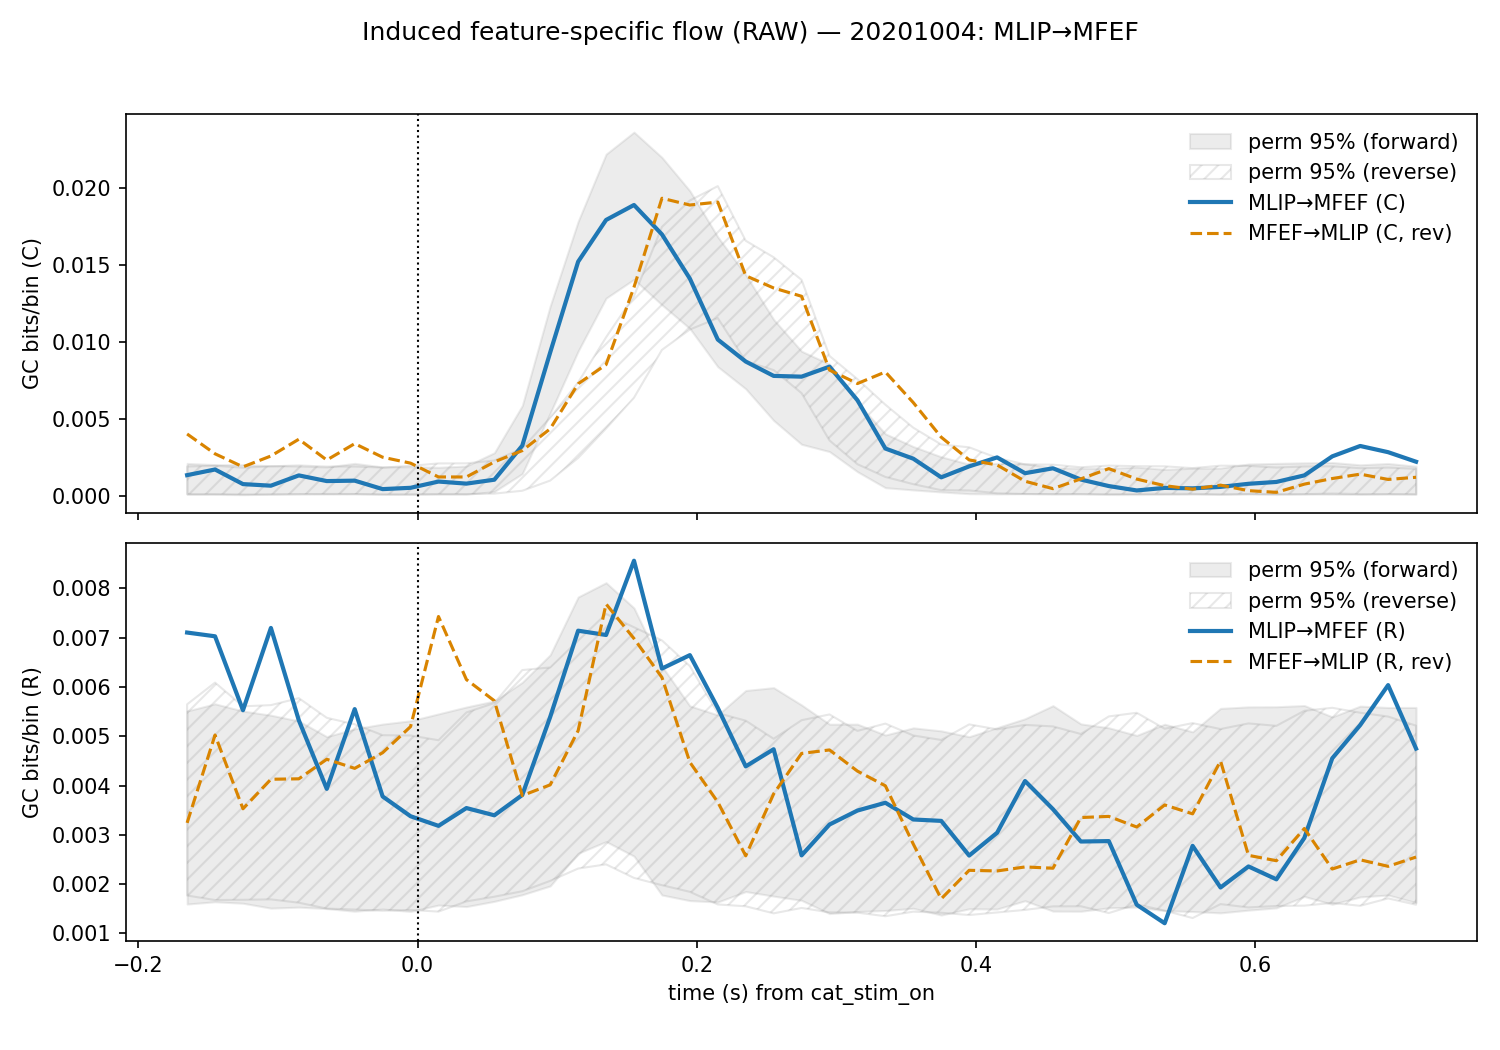 Induced feature-specific flow (RAW) — 20201004: MLIP→MFEF
GC bits/bin (C)
0.020
0.015
0.010
0.005
0.000
perm 95% (forward)
perm 95% (reverse)
MLIP→MFEF (C)
MFEF→MLIP (C, rev)
GC bits/bin (R)
0.008
0.007
0.006
0.005
0.004
0.003
0.002
0.001
perm 95% (forward)
perm 95% (reverse)
MLIP→MFEF (R)
MFEF→MLIP (R, rev)
−0.2 0.0 0.2 0.4 0.6
time (s) from cat_stim_on